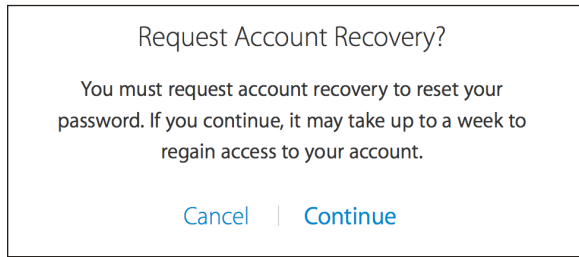 Request Account Recovery?
You must request account recovery to reset your
password. If you continue, it may take up to a week to
regain access to your account.
Cancel | Continue